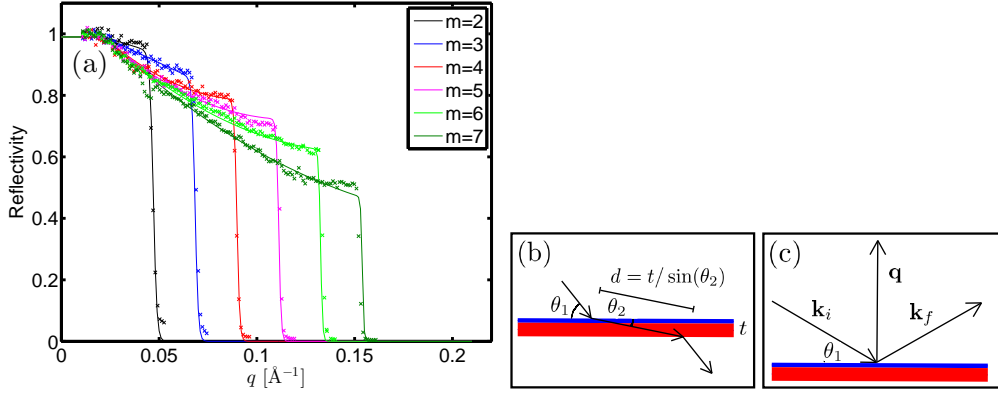 (a)
Reflectivity
1
0.8
0.6
0.4
0.2
0
0 0.05 0.1 0.15 0.2
q [Å⁻¹]
m=2
m=3
m=4
m=5
m=6
m=7
(b)
d = t/ sin(θ₂)
θ₁
θ₂
t
(c)
q
kᵢ
k_f
θ₁